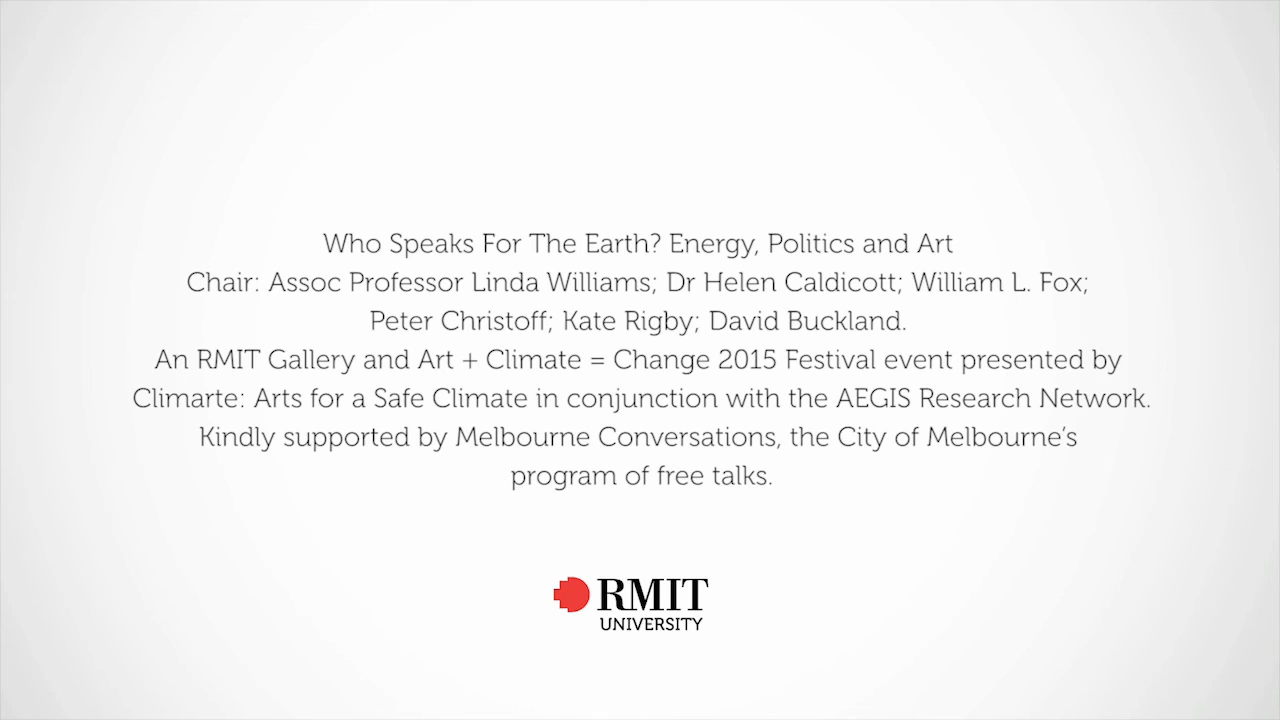 Who Speaks For The Earth? Energy, Politics and Art
Chair: Assoc Professor Linda Williams; Dr Helen Caldicott; William L. Fox;
Peter Christoff; Kate Rigby; David Buckland.
An RMIT Gallery and Art + Climate = Change 2015 Festival event presented by
Climarte: Arts for a Safe Climate in conjunction with the AEGIS Research Network.
Kindly supported by Melbourne Conversations, the City of Melbourne’s
program of free talks.
RMIT
UNIVERSITY